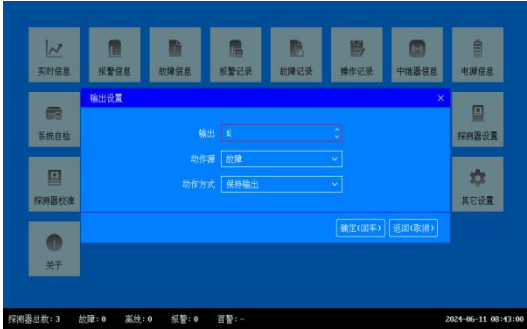 实时信息 报警信息 故障信息 报警记录 故障记录 操作记录 中继器信息 电源信息
输出设置 ×
系统自检 探测器设置
输出 1
动作源 故障
动作方式 保持输出
探测器校准 其它设置
确定(回车) 返回(取消)
关于
探测器总数: 3 故障: 0 离线: 0 报警: 0 首警: - 2024-06-11 08:43:00